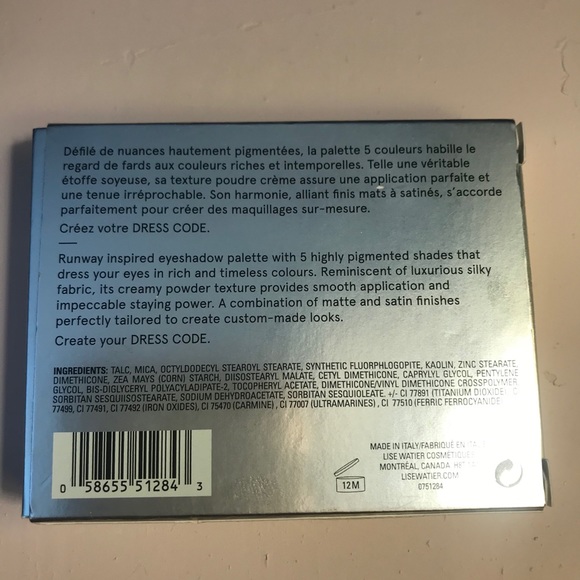 Défilé de nuances hautement pigmentées, la palette 5 couleurs habille le
regard de fards aux couleurs riches et intemporelles. Telle une véritable
étoffe soyeuse, sa texture poudre crème assure une application parfaite et
une tenue irréprochable. Son harmonie, alliant finis mats à satinés, s'accorde
parfaitement pour créer des maquillages sur-mesure.
Créez votre DRESS CODE.
Runway inspired eyeshadow palette with 5 highly pigmented shades that
dress your eyes in rich and timeless colours. Reminiscent of luxurious silky
fabric, its creamy powder texture provides smooth application and
impeccable staying power. A combination of matte and satin finishes
perfectly tailored to create custom-made looks.
Create your DRESS CODE.
INGREDIENTS: TALC, MICA, OCTYLDODECYL STEAROYL STEARATE, SYNTHETIC FLUORPHLOGOPITE, KAOLIN, ZINC STEARATE,
DIMETHICONE, ZEA MAYS (CORN) STARCH, DIISOSTEARYL MALATE, CETYL DIMETHICONE, CAPRYLYL GLYCOL, PENTYLENE
GLYCOL, BIS-DIGLYCERYL POLYACYLADIPATE-2, TOCOPHERYL ACETATE, DIMETHICONE/VINYL DIMETHICONE CROSSPOLYMER,
SORBITAN SESQUIISOSTEARATE, SODIUM DEHYDROACETATE, SORBITAN SESQUIOLEATE. +/- CI 77891 (TITANIUM DIOXIDE), C
77499, CI 77491, CI 77492 (IRON OXIDES), CI 75470 (CARMINE), CI 77007 (ULTRAMARINES), CI 77510 (FERRIC FERROCYANIDE)
0 58655 51284 3
12M
MADE IN ITALY/FABRIQUÉ EN
LISE WATIER COSMÉTIQUES
MONTRÉAL, CANADA
LISEWATIER.COM
0751284